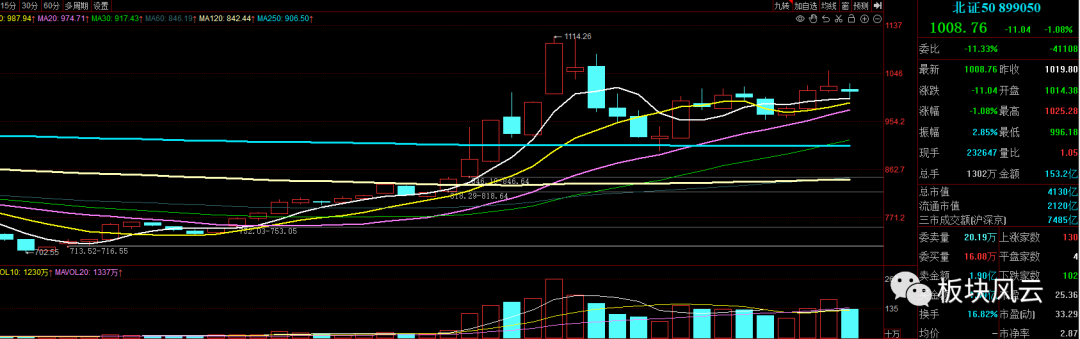 15分 30分 60分 多周期 设置
九转 加自选 均线 窗 预测
0: 987.94↑ MA20: 974.71↑ MA30: 917.43↑ MA60: 846.19↑ MA120: 842.44↑ MA250: 906.50↑
1137
1046
954.2
862.7
771.2
1114.26
846.19-846.64
818.29-818.64
752.03-753.05
713.52-716.55
702.55
VOL10: 1230万↑ MAVOL20: 1337万↑
135
十万
北证50 899050
1008.76 -11.04 -1.08%
委比 -11.33% -41108
最新 1008.76 昨收 1019.80
涨跌 -11.04 开盘 1014.38
涨幅 -1.08% 最高 1025.28
振幅 2.85% 最低 996.18
现手 232647 量比 1.05
总手 1302万 金额 153.2亿
总市值 4130亿
流通市值 2120亿
三市成交额(沪深京) 7485亿
委卖量 20.19万 上涨家数 130
委买量 16.08万 平盘家数 4
卖金额 1.90亿 下跌家数 102
25.36
换手 16.82% 市盈(动) 33.29
均价 — 市净率 2.87
板块风云